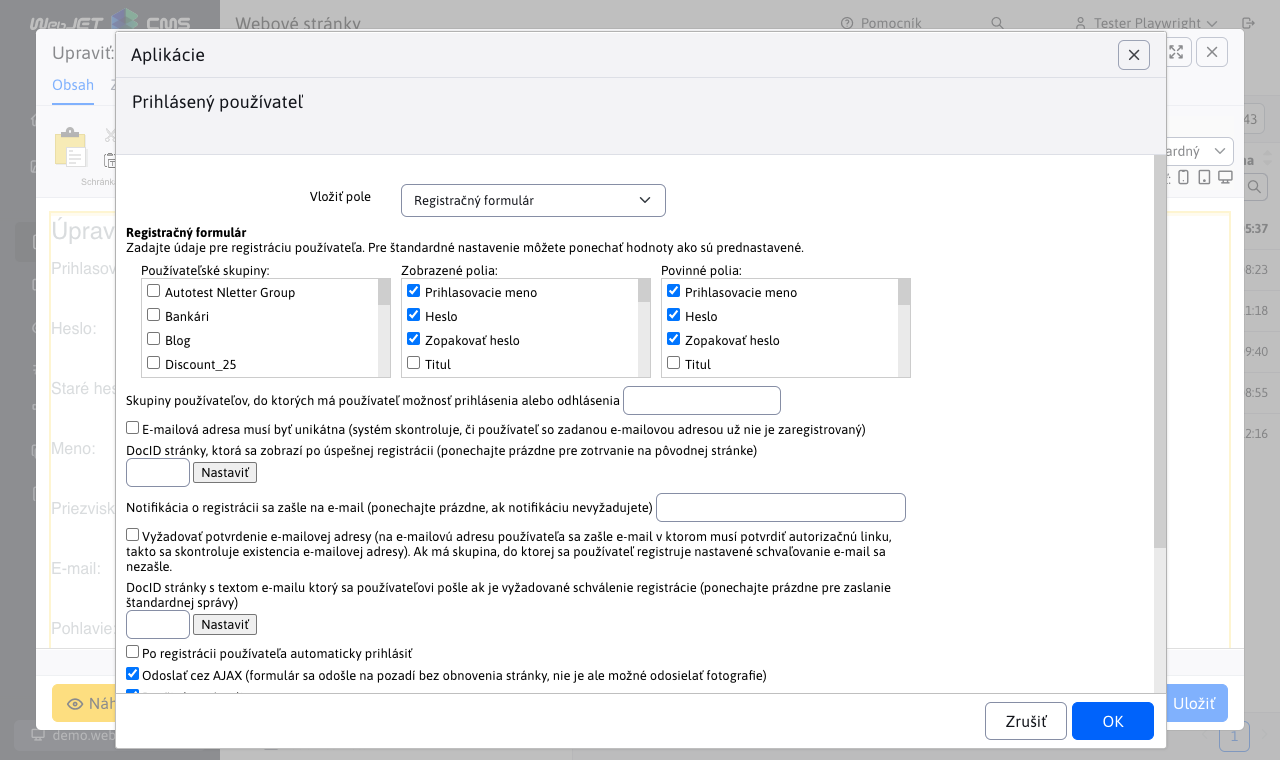 WebJET CMS
Webové stránky
Pomocník
Tester Playwright
Upraviť:
Obsah
Schránka
Aplikácie
Prihlásený používateľ
Vložiť pole
Registračný formulár
Registračný formulár
Zadajte údaje pre registráciu používateľa. Pre štandardné nastavenie môžete ponechať hodnoty ako sú prednastavené.
Používateľské skupiny:
Zobrazené polia:
Povinné polia:
Autotest Nletter Group
Prihlasovacie meno
Prihlasovacie meno
Bankári
Heslo
Heslo
Blog
Zopakovať heslo
Zopakovať heslo
Discount_25
Titul
Titul
Skupiny používateľov, do ktorých má používateľ možnosť prihlásenia alebo odhlásenia
E-mailová adresa musí byť unikátna (systém skontroluje, či používateľ so zadanou e-mailovou adresou už nie je zaregistrovaný)
DocID stránky, ktorá sa zobrazí po úspešnej registrácii (ponechajte prázdne pre zotrvanie na pôvodnej stránke)
Nastaviť
Notifikácia o registrácii sa zašle na e-mail (ponechajte prázdne, ak notifikáciu nevyžadujete)
Vyžadovať potvrdenie e-mailovej adresy (na e-mailovú adresu používateľa sa zašle e-mail v ktorom musí potvrdiť autorizačnú linku,
takto sa skontroluje existencia e-mailovej adresy). Ak má skupina, do ktorej sa používateľ registruje nastavené schvaľovanie e-mail sa
nezašle.
DocID stránky s textom e-mailu ktorý sa používateľovi pošle ak je vyžadované schválenie registrácie (ponechajte prázdne pre zaslanie
štandardnej správy)
Nastaviť
Po registrácii používateľa automaticky prihlásiť
Odoslať cez AJAX (formulár sa odošle na pozadí bez obnovenia stránky, nie je ale možné odosielať fotografie)
Zrušiť
OK
Heslo:
Meno:
E-mail:
Pohlavie:
Uložiť
43
5:37
8:23
1:18
9:40
8:55
2:16
1